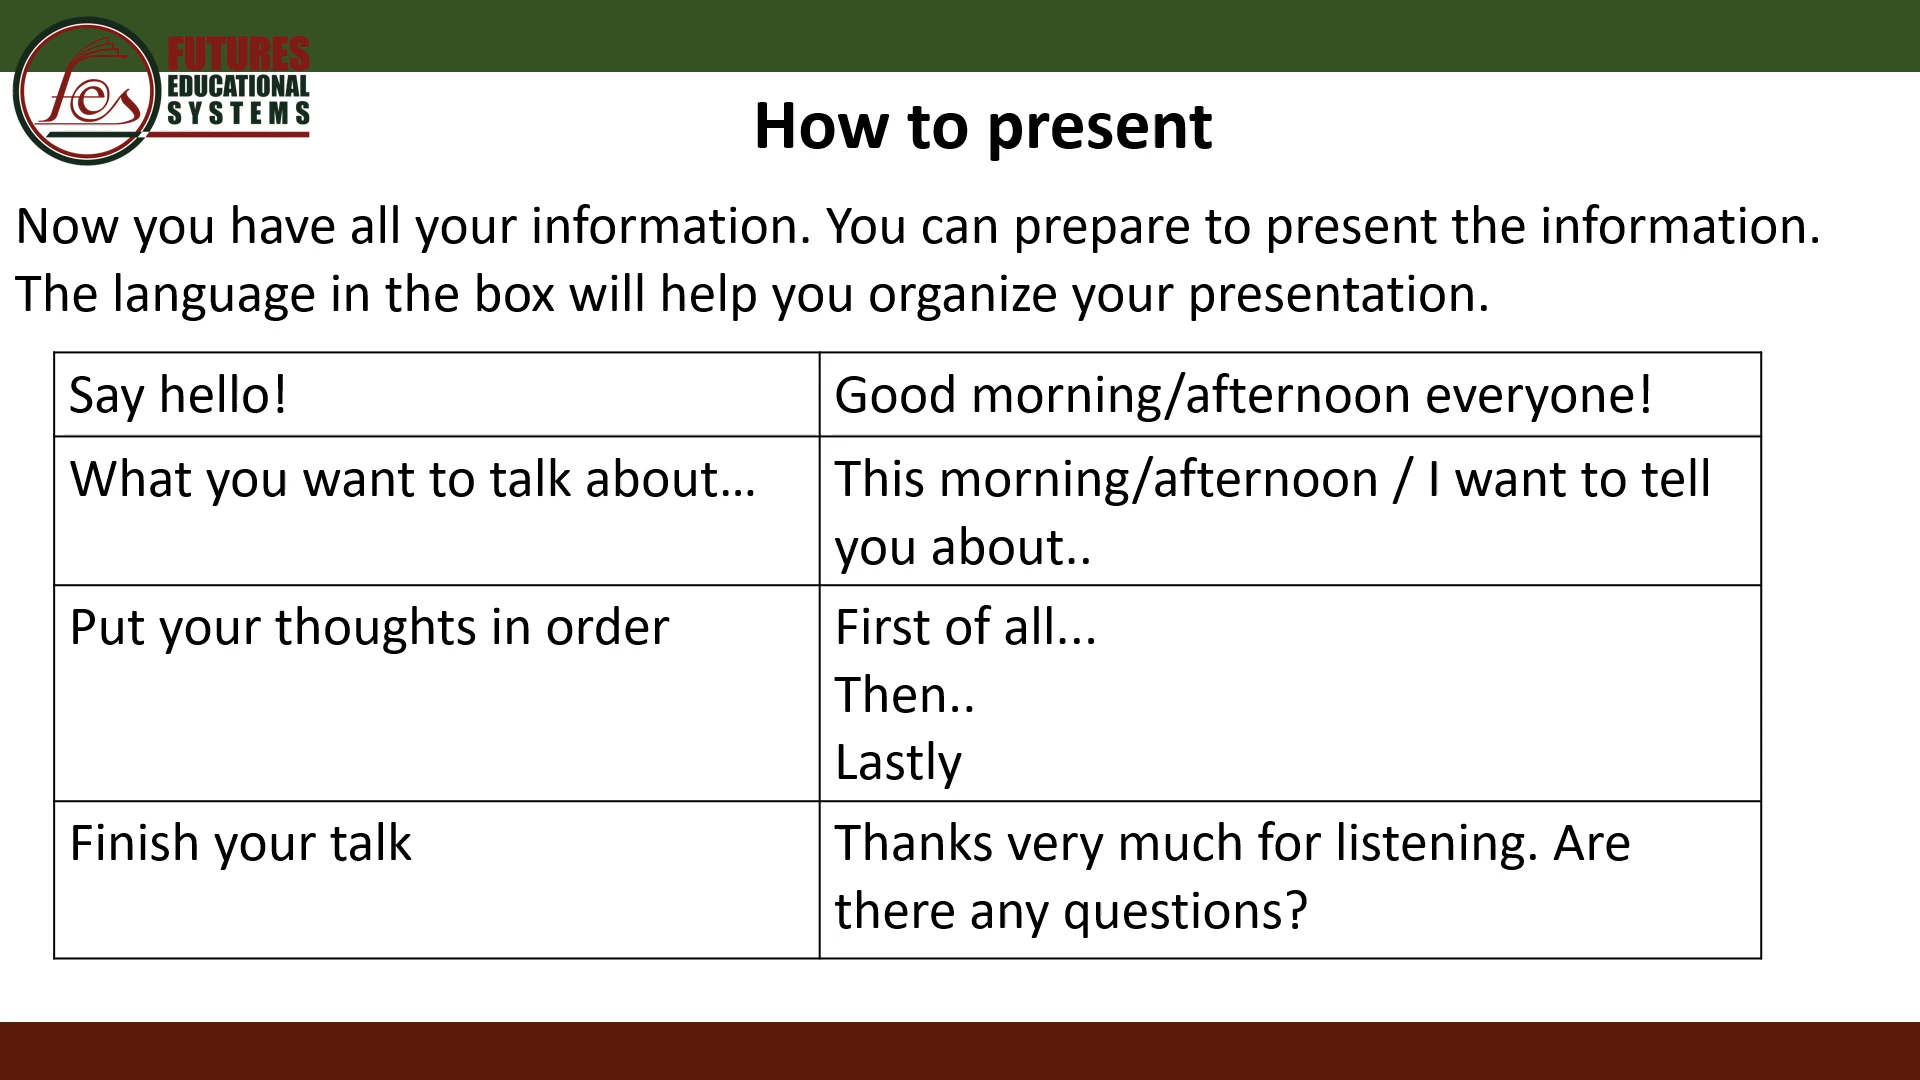 fes
FUTURES
EDUCATIONAL
SYSTEMS
How to present
Now you have all your information. You can prepare to present the information.
The language in the box will help you organize your presentation.
Say hello!
Good morning/afternoon everyone!
What you want to talk about...
This morning/afternoon / I want to tell
you about..
Put your thoughts in order
First of all...
Then..
Lastly
Finish your talk
Thanks very much for listening. Are
there any questions?